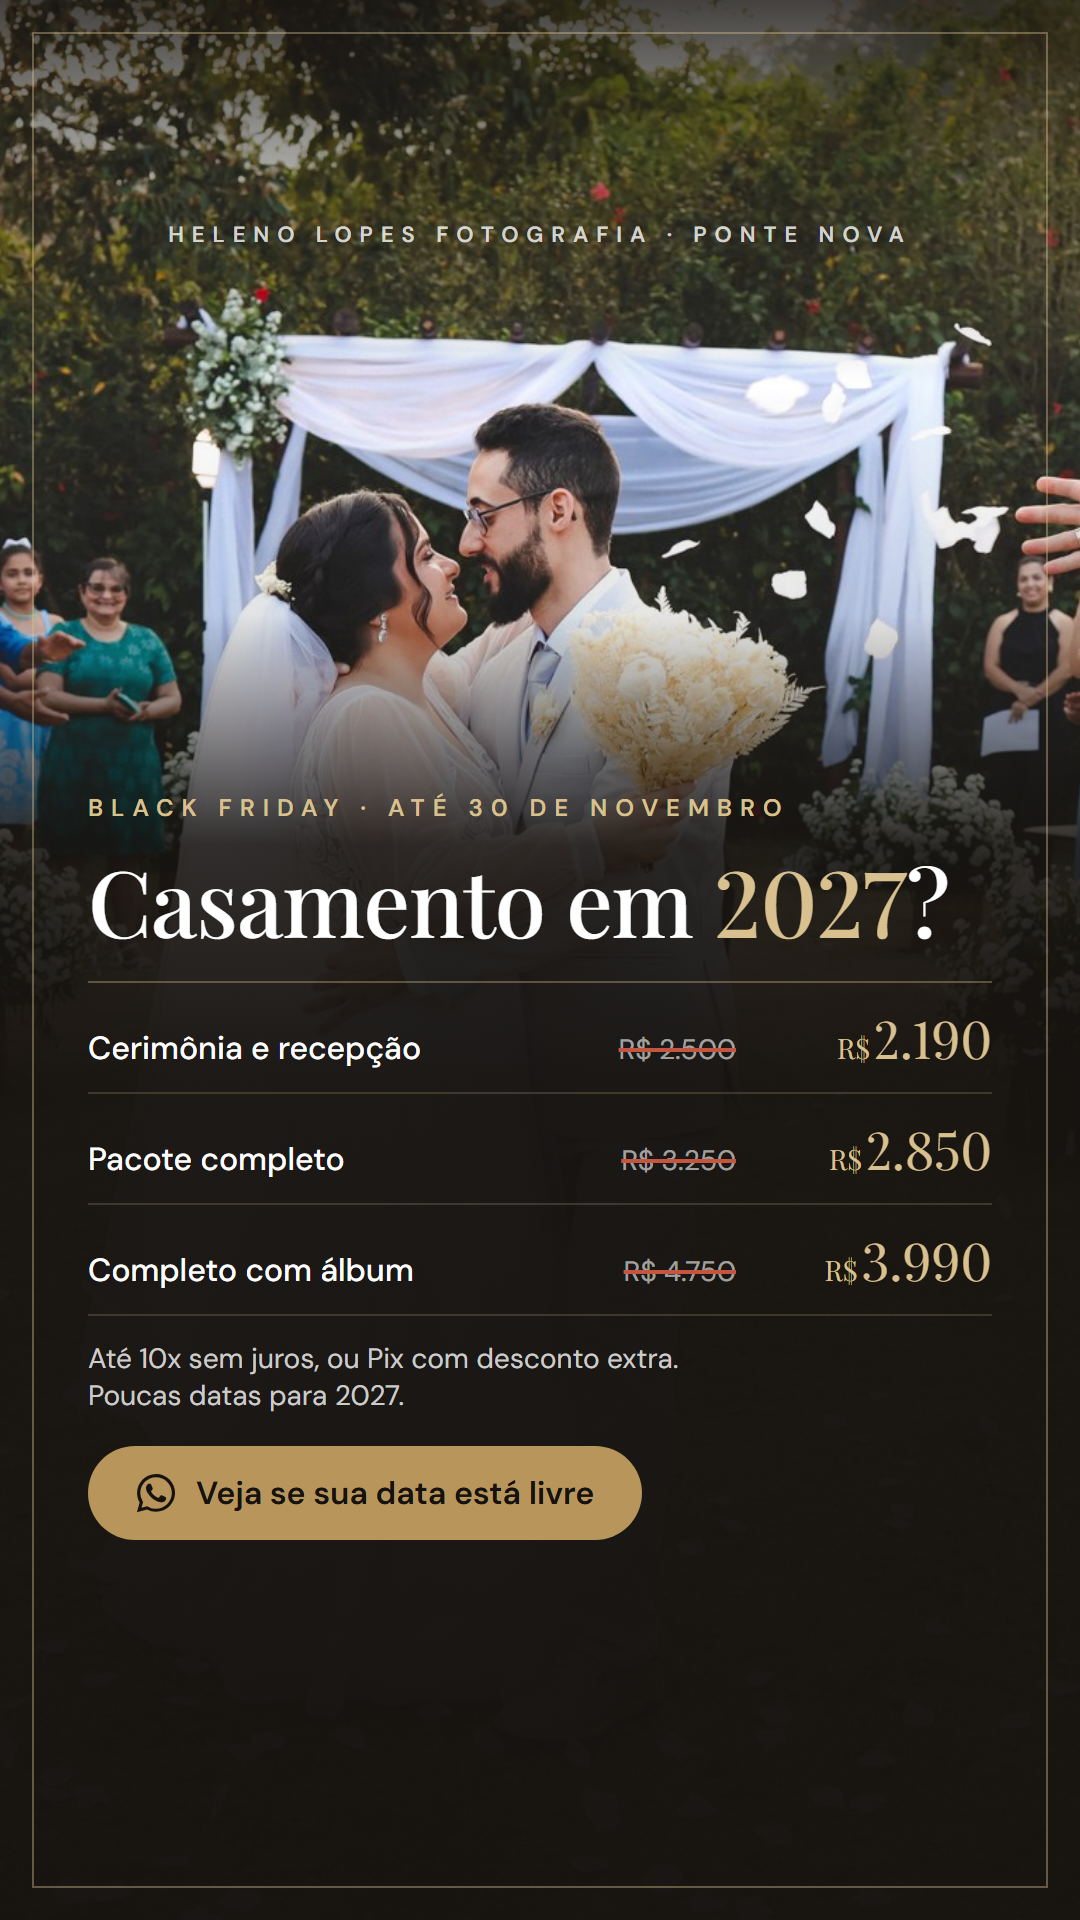 HELENO LOPES FOTOGRAFIA · PONTE NOVA
BLACK FRIDAY · ATÉ 30 DE NOVEMBRO
Casamento em 2027?
Cerimônia e recepção R$ 2.500 R$2.190
Pacote completo R$ 3.250 R$2.850
Completo com álbum R$ 4.750 R$3.990
Até 10x sem juros, ou Pix com desconto extra.
Poucas datas para 2027.
Veja se sua data está livre